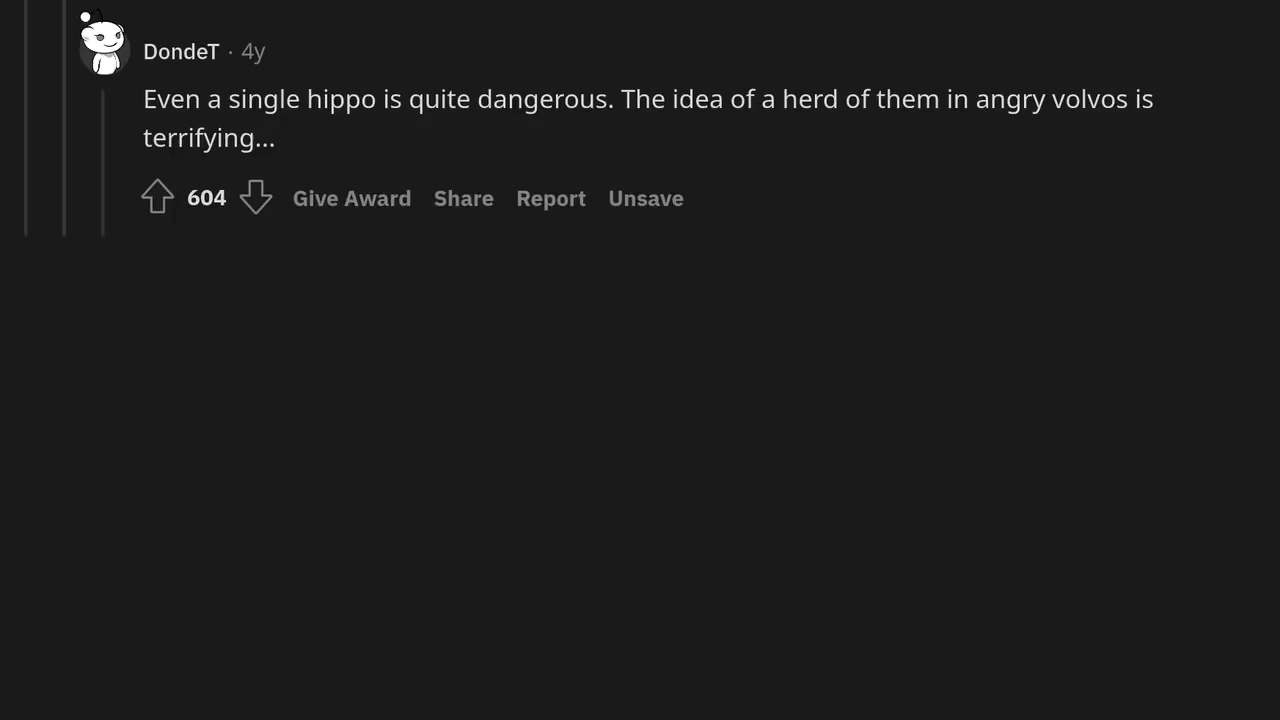 DondeT · 4y
Even a single hippo is quite dangerous. The idea of a herd of them in angry volvos is
terrifying...
604 Give Award Share Report Unsave